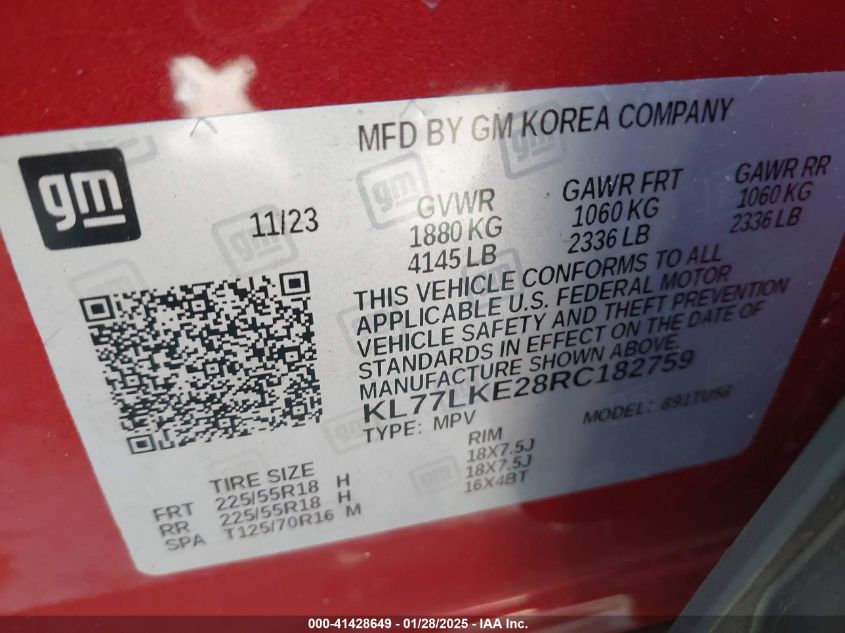 MFD BY GM KOREA COMPANY
gm
11/23
GVWR GAWR FRT GAWR RR
1880 KG 1060 KG 1060 KG
4145 LB 2336 LB 2336 LB
THIS VEHICLE CONFORMS TO ALL
APPLICABLE U.S. FEDERAL MOTOR
VEHICLE SAFETY AND THEFT PREVENTION
STANDARDS IN EFFECT ON THE DATE OF
MANUFACTURE SHOWN ABOVE.
KL77LKE28RC182759
TYPE: MPV MODEL: 891TU58
TIRE SIZE RIM
FRT 225/55R18 H 18X7.5J
RR 225/55R18 H 18X7.5J
SPA T125/70R16 M 16X4BT
000-41428649 - 01/28/2025 - IAA Inc.